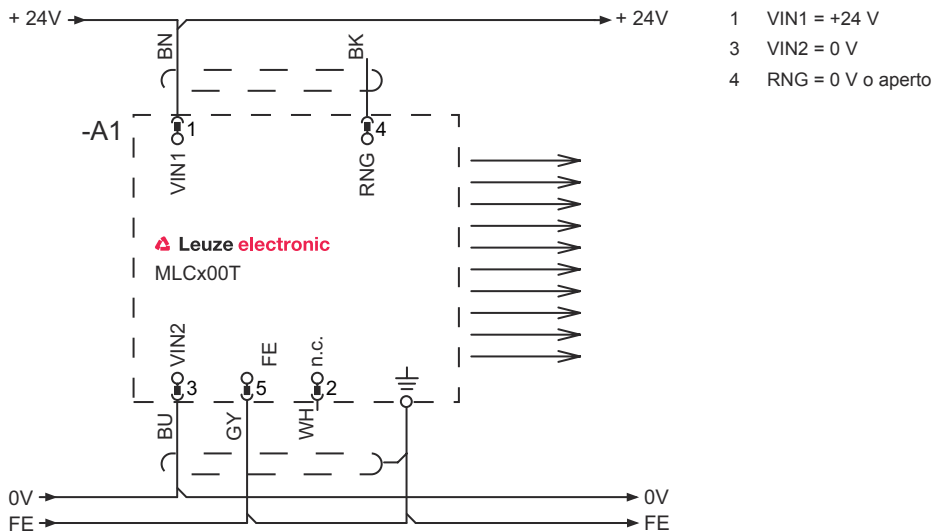 + 24V
+ 24V
1 VIN1 = +24 V
3 VIN2 = 0 V
4 RNG = 0 V o aperto
BN
BK
-A1
1
4
VIN1
RNG
Leuze electronic
MLCx00T
VIN2
FE
n.c.
3
5
2
BU
GY
WH
0V
0V
FE
FE